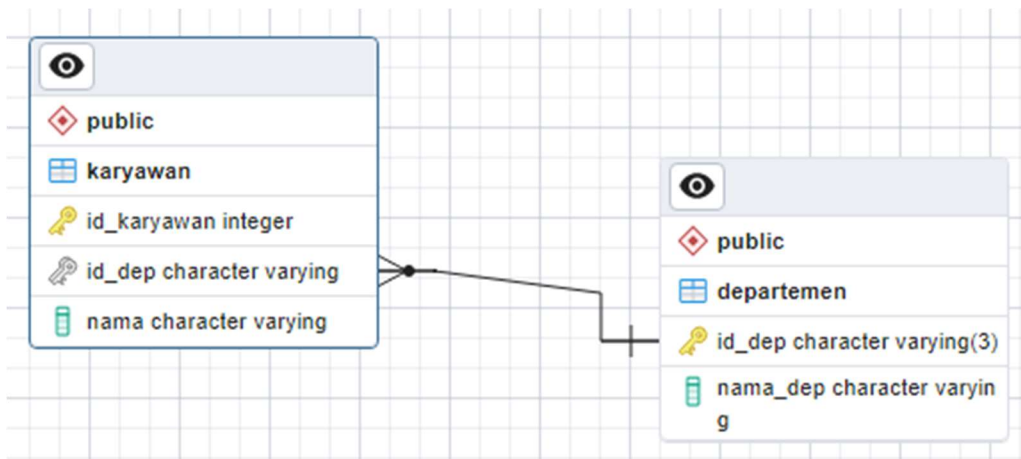 public
karyawan
id_karyawan integer
id_dep character varying
nama character varying
public
departemen
id_dep character varying(3)
nama_dep character varyin
g